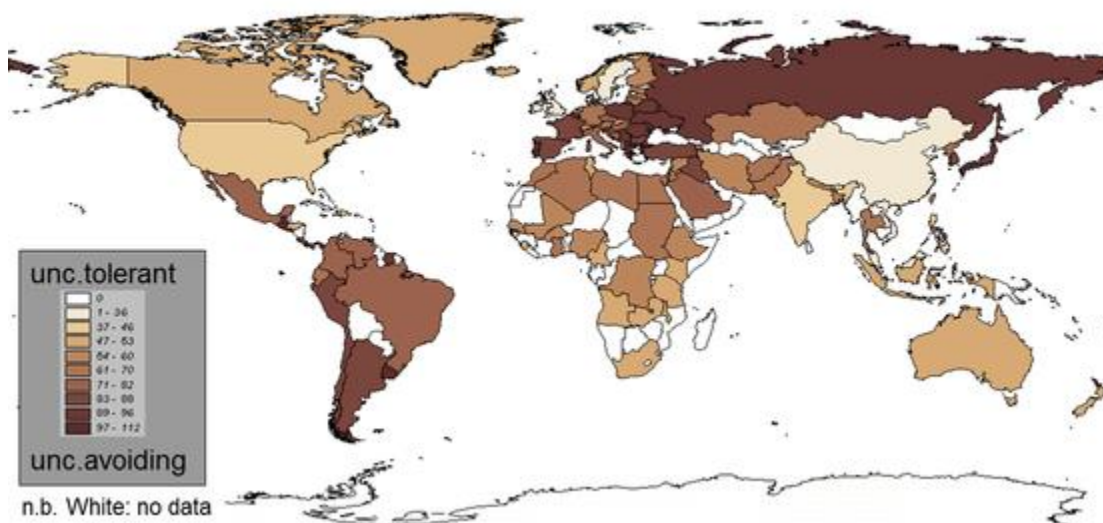 unc.tolerant
0
1 - 36
37 - 46
47 - 53
54 - 60
61 - 70
71 - 82
83 - 88
89 - 96
97 - 112
unc.avoiding
n.b. White: no data